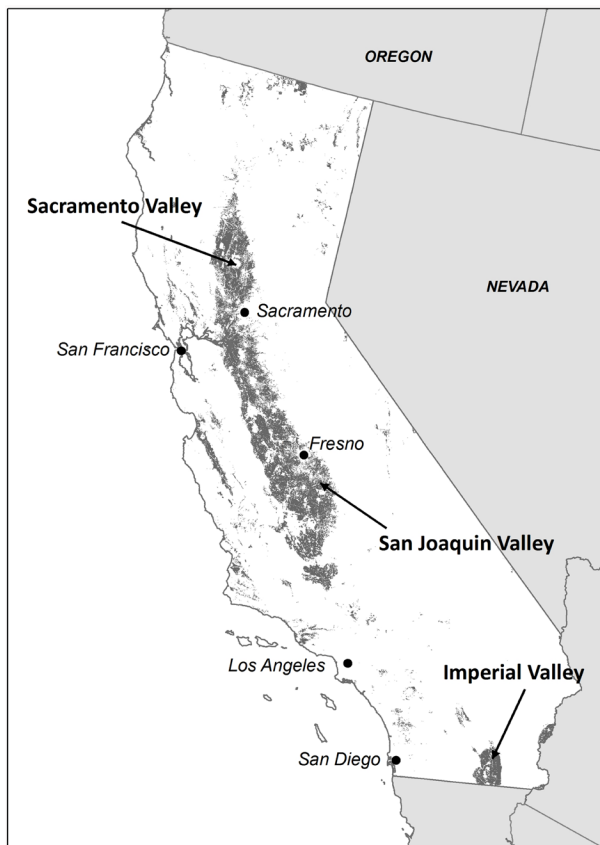 OREGON
Sacramento Valley
NEVADA
Sacramento
San Francisco
Fresno
San Joaquin Valley
Los Angeles
Imperial Valley
San Diego